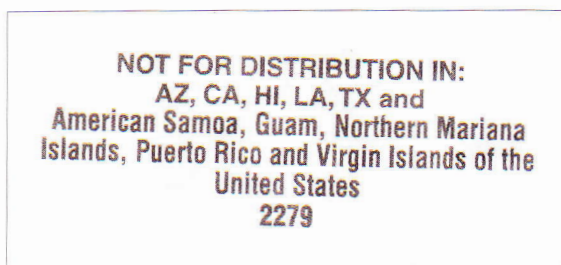 NOT FOR DISTRIBUTION IN:
AZ, CA, HI, LA, TX and
American Samoa, Guam, Northern Mariana
Islands, Puerto Rico and Virgin Islands of the
United States
2279